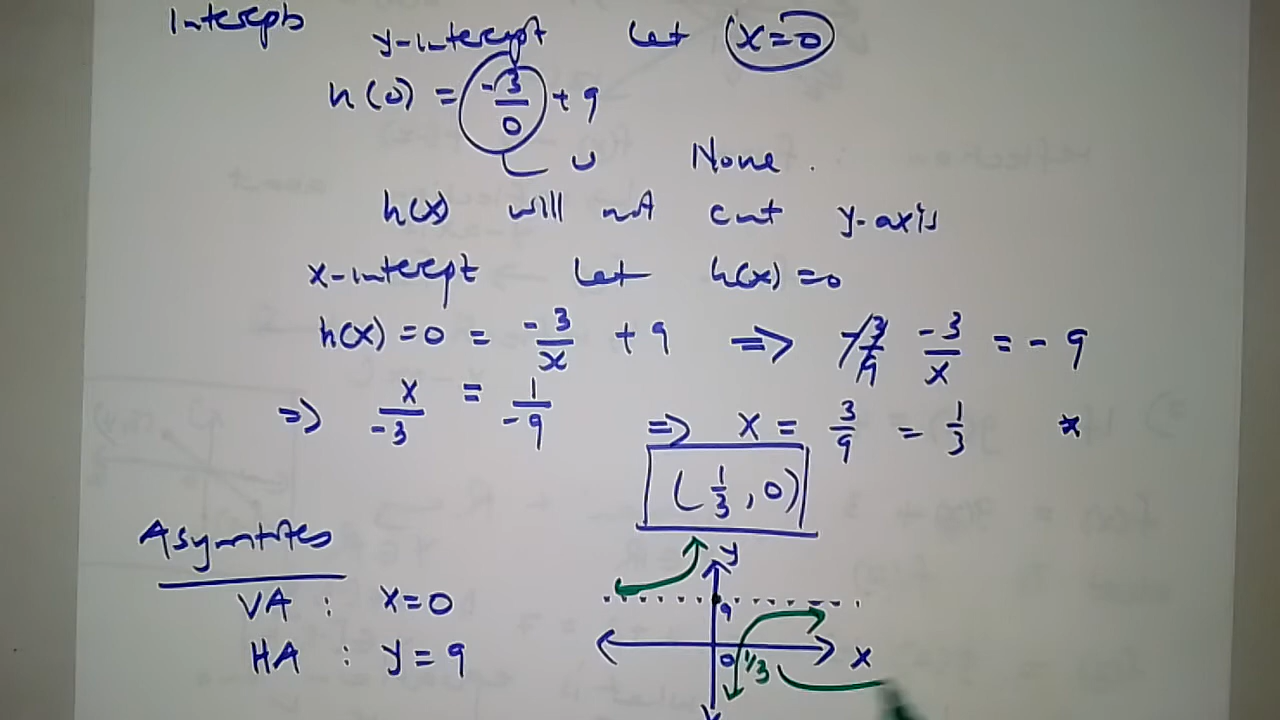 Intercepts
y-intercept Let x=0
h(0) = -3/0 + 9
U None.
h(x) will not cut y-axis
x-intercept Let h(x)=0
h(x) = 0 = -3/x + 9 => -3/x = -9
=> x/-3 = 1/-9 => x = 3/9 = 1/3 *
(1/3, 0)
Asymtotes
VA : x=0
HA : y = 9
y
9
0 1/3 x